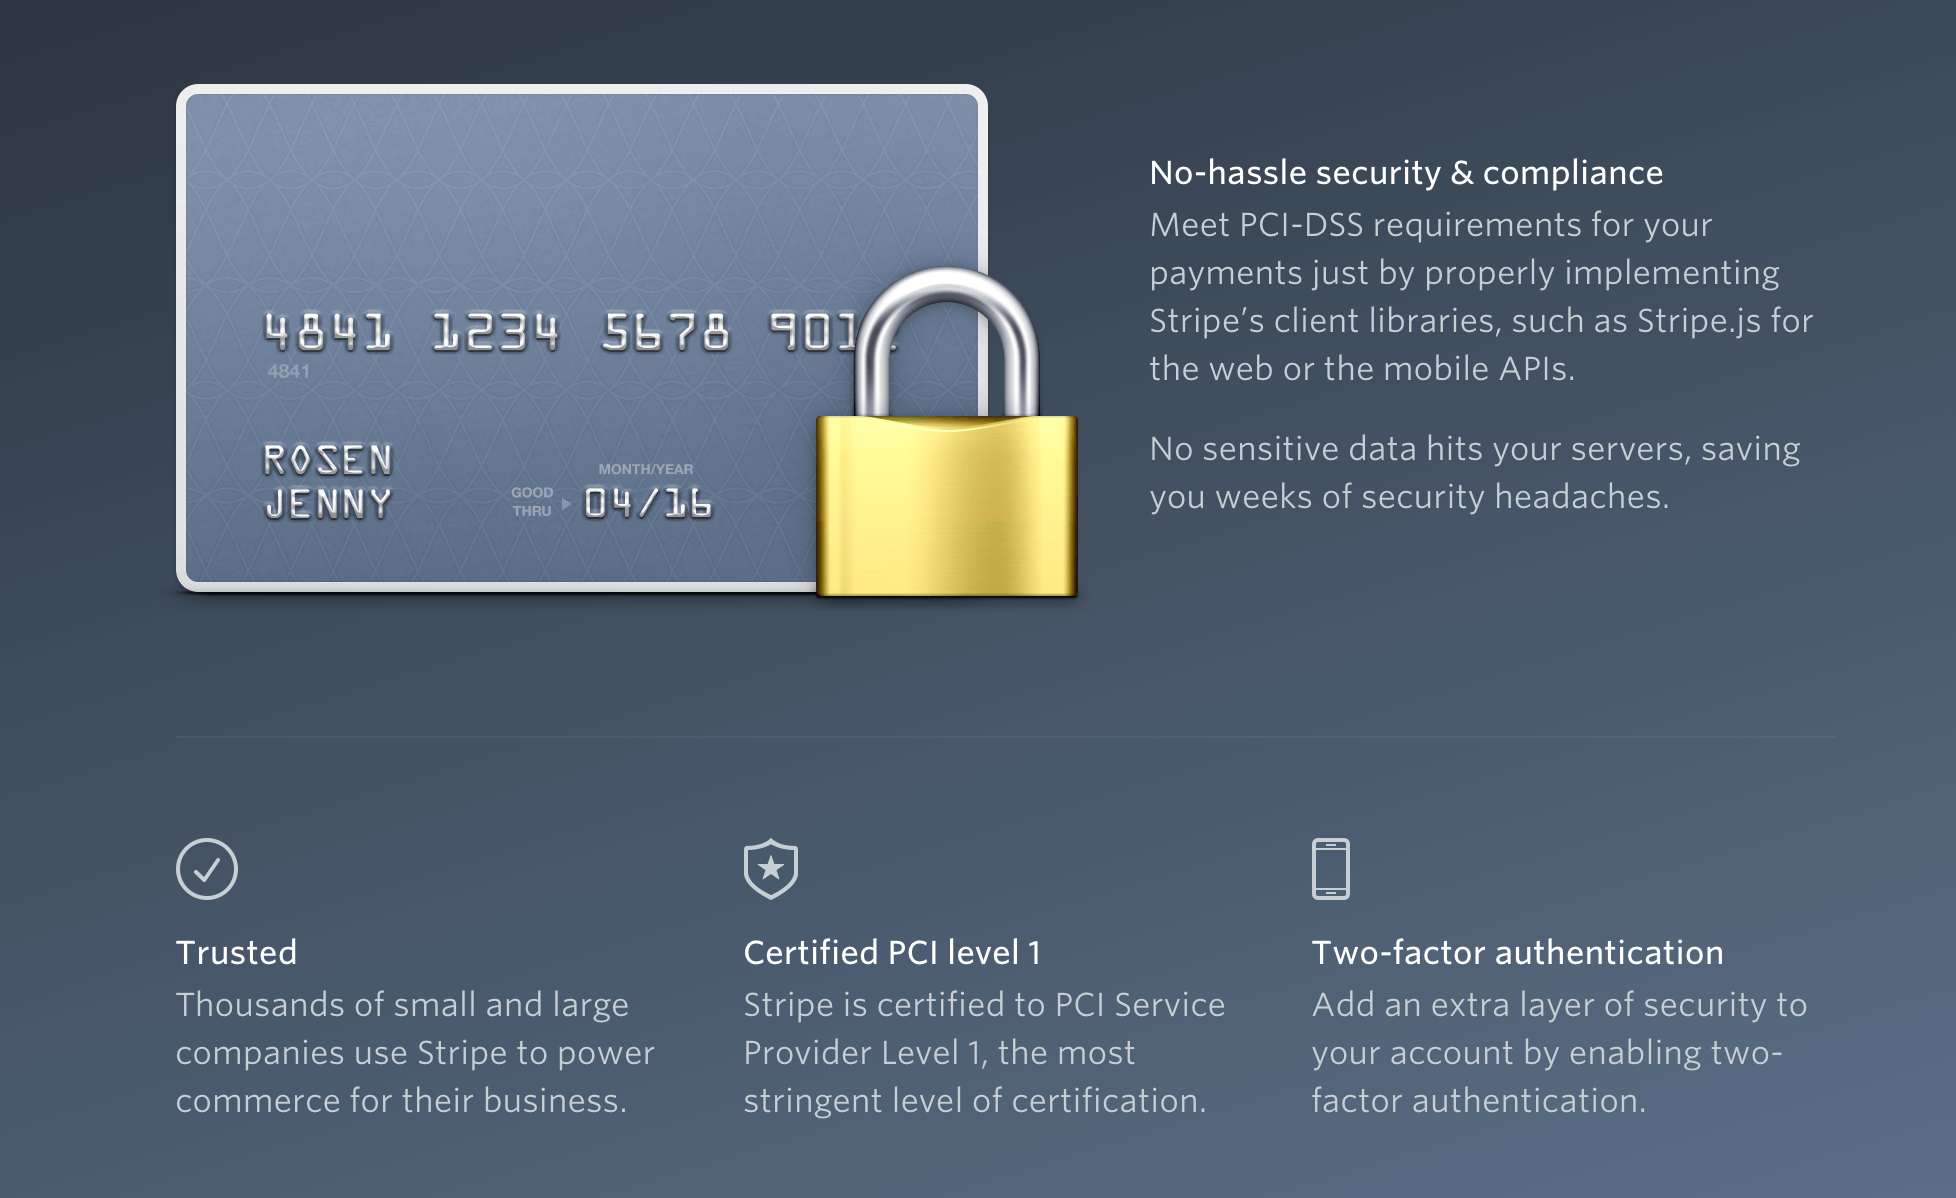 4841 1234 5678 901
4841
ROSEN
JENNY
MONTH/YEAR
GOOD
THRU
04/16
No-hassle security & compliance
Meet PCI-DSS requirements for your
payments just by properly implementing
Stripe’s client libraries, such as Stripe.js for
the web or the mobile APIs.
No sensitive data hits your servers, saving
you weeks of security headaches.
Trusted
Thousands of small and large
companies use Stripe to power
commerce for their business.
Certified PCI level 1
Stripe is certified to PCI Service
Provider Level 1, the most
stringent level of certification.
Two-factor authentication
Add an extra layer of security to
your account by enabling two-
factor authentication.